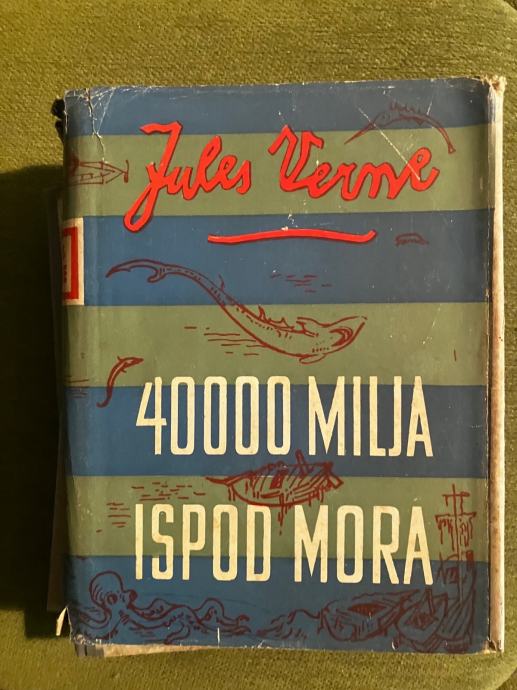 Jules Verne
40000 MILJA
ISPOD MORA